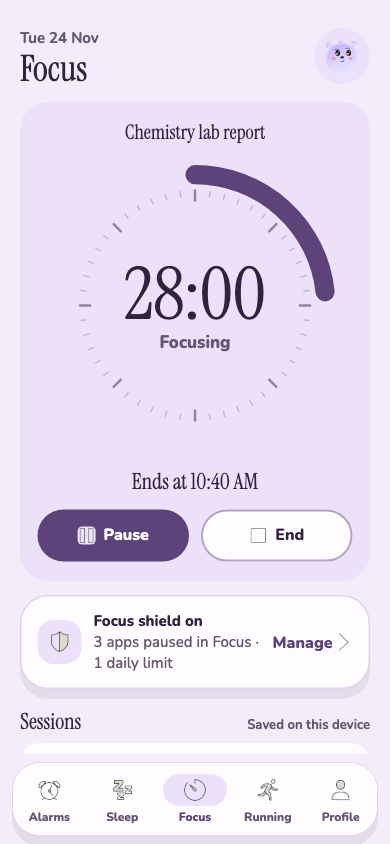 Tue 24 Nov
Focus
Chemistry lab report
28:00
Focusing
Ends at 10:40 AM
Pause
End
Focus shield on
3 apps paused in Focus ·
1 daily limit
Manage
Sessions
Saved on this device
Alarms
Sleep
Focus
Running
Profile